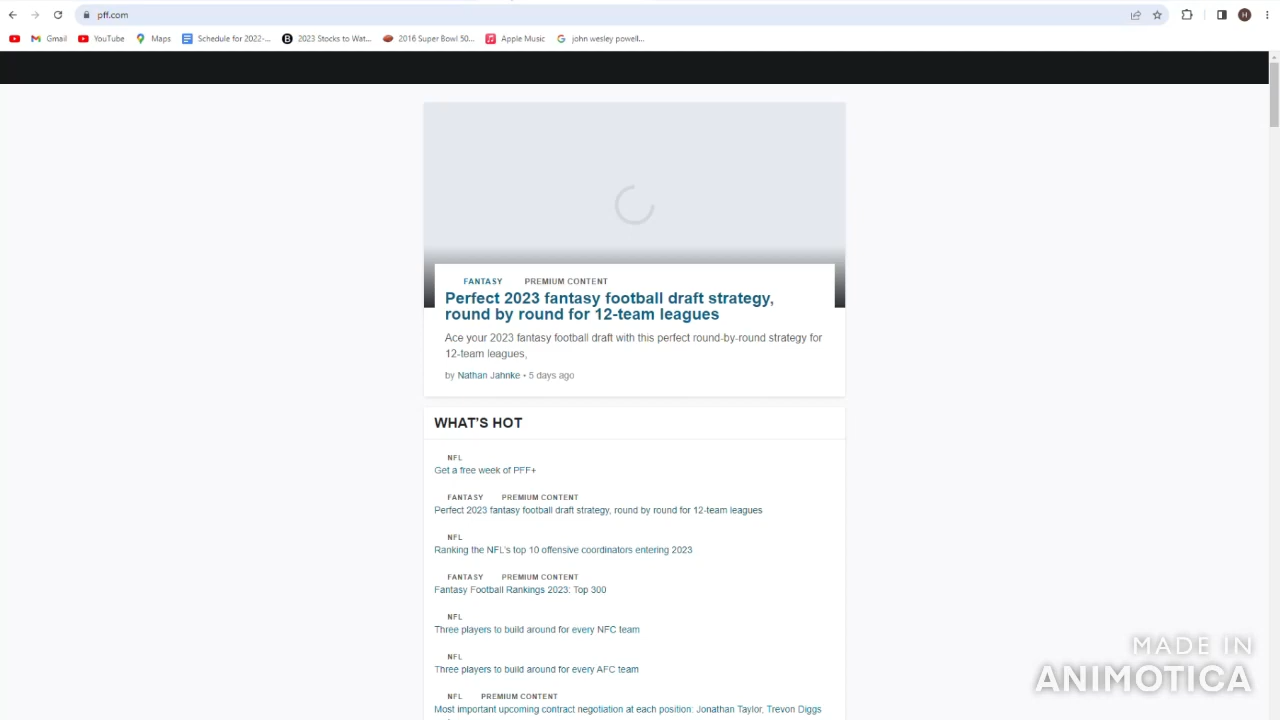 pff.com
H
Gmail
YouTube
Maps
Schedule for 2022-...
2023 Stocks to Wat...
2016 Super Bowl 50...
Apple Music
john wesley powell...
FANTASY PREMIUM CONTENT
Perfect 2023 fantasy football draft strategy,
round by round for 12-team leagues
Ace your 2023 fantasy football draft with this perfect round-by-round strategy for
12-team leagues,
by Nathan Jahnke • 5 days ago
WHAT'S HOT
NFL
Get a free week of PFF+
FANTASY PREMIUM CONTENT
Perfect 2023 fantasy football draft strategy, round by round for 12-team leagues
NFL
Ranking the NFL's top 10 offensive coordinators entering 2023
FANTASY PREMIUM CONTENT
Fantasy Football Rankings 2023: Top 300
NFL
Three players to build around for every NFC team
NFL
Three players to build around for every AFC team
NFL PREMIUM CONTENT
Most important upcoming contract negotiation at each position: Jonathan Taylor, Trevon Diggs
MADE IN
ANIMOTICA